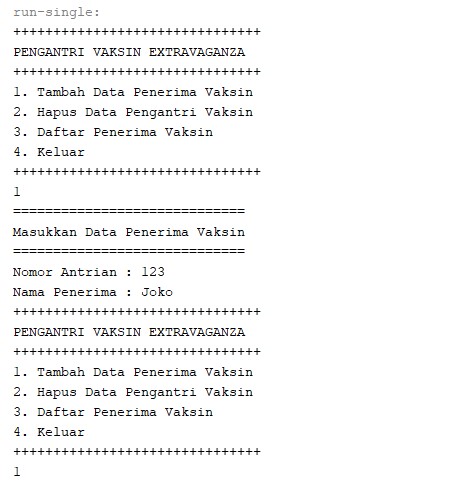 run-single:
+++++++++++++++++++++++++++++++
PENGANTRI VAKSIN EXTRAVAGANZA
+++++++++++++++++++++++++++++++
1. Tambah Data Penerima Vaksin
2. Hapus Data Pengantri Vaksin
3. Daftar Penerima Vaksin
4. Keluar
+++++++++++++++++++++++++++++++
1
=============================
Masukkan Data Penerima Vaksin
=============================
Nomor Antrian : 123
Nama Penerima : Joko
+++++++++++++++++++++++++++++++
PENGANTRI VAKSIN EXTRAVAGANZA
+++++++++++++++++++++++++++++++
1. Tambah Data Penerima Vaksin
2. Hapus Data Pengantri Vaksin
3. Daftar Penerima Vaksin
4. Keluar
+++++++++++++++++++++++++++++++
1